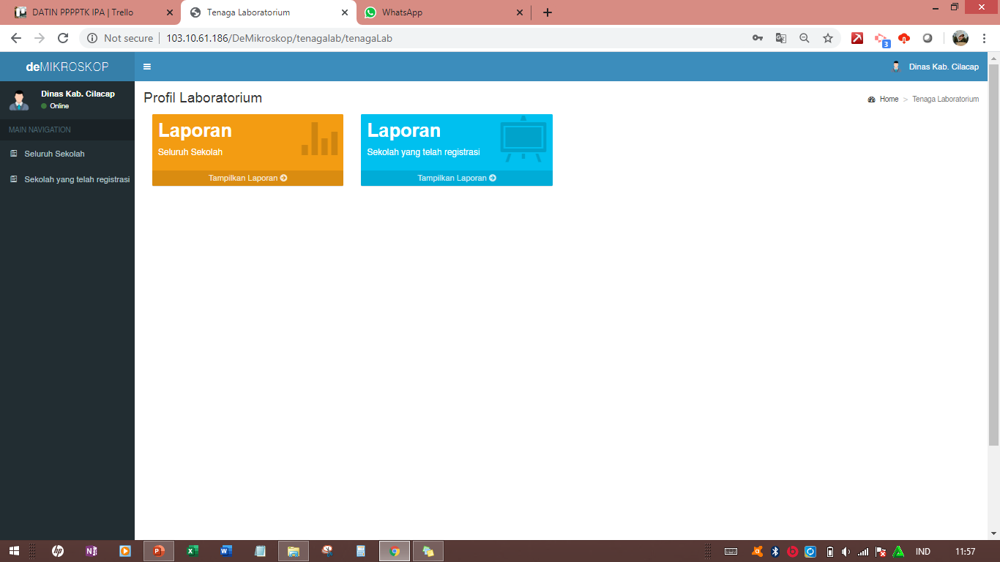 DATIN PPPPTK IPA | Trello
Tenaga Laboratorium
WhatsApp
Not secure
103.10.61.186/DeMikroskop/tenagalab/tenagaLab
3
deMIKROSKOP
Dinas Kab. Cilacap
Dinas Kab. Cilacap
Online
MAIN NAVIGATION
Seluruh Sekolah
Sekolah yang telah registrasi
Profil Laboratorium
Home > Tenaga Laboratorium
Laporan
Seluruh Sekolah
Tampilkan Laporan
Laporan
Sekolah yang telah registrasi
Tampilkan Laporan
IND
11:57